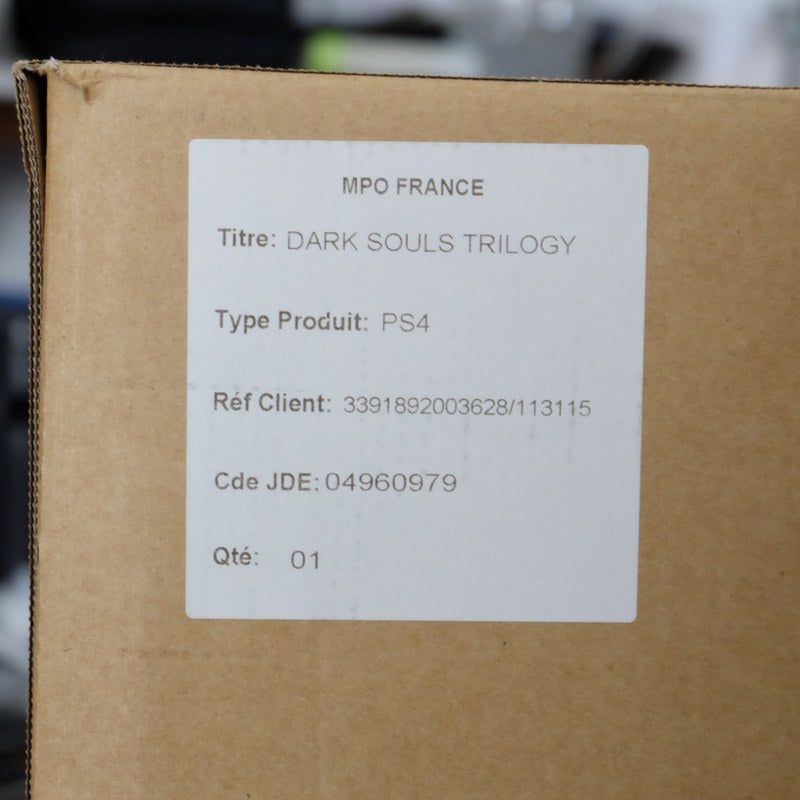 MPO FRANCE
Titre: DARK SOULS TRILOGY
Type Produit: PS4
Réf Client: 3391892003628/113115
Cde JDE: 04960979
Qté: 01